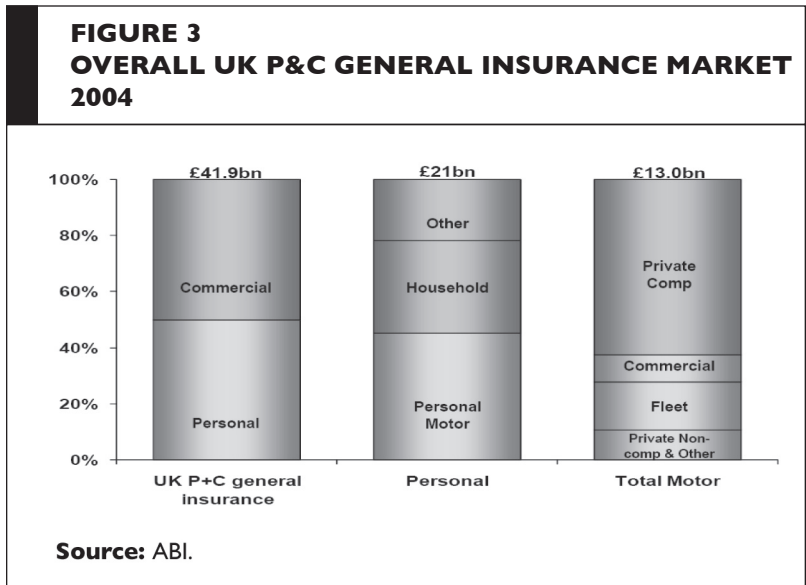 FIGURE 3
OVERALL UK P&C GENERAL INSURANCE MARKET
2004
£41.9bn
£21bn
£13.0bn
100%
80%
60%
40%
20%
0%
Commercial
Personal
Other
Household
Personal
Motor
Private
Comp
Commercial
Fleet
Private Non-
comp & Other
UK P+C general
insurance
Personal
Total Motor
Source: ABI.